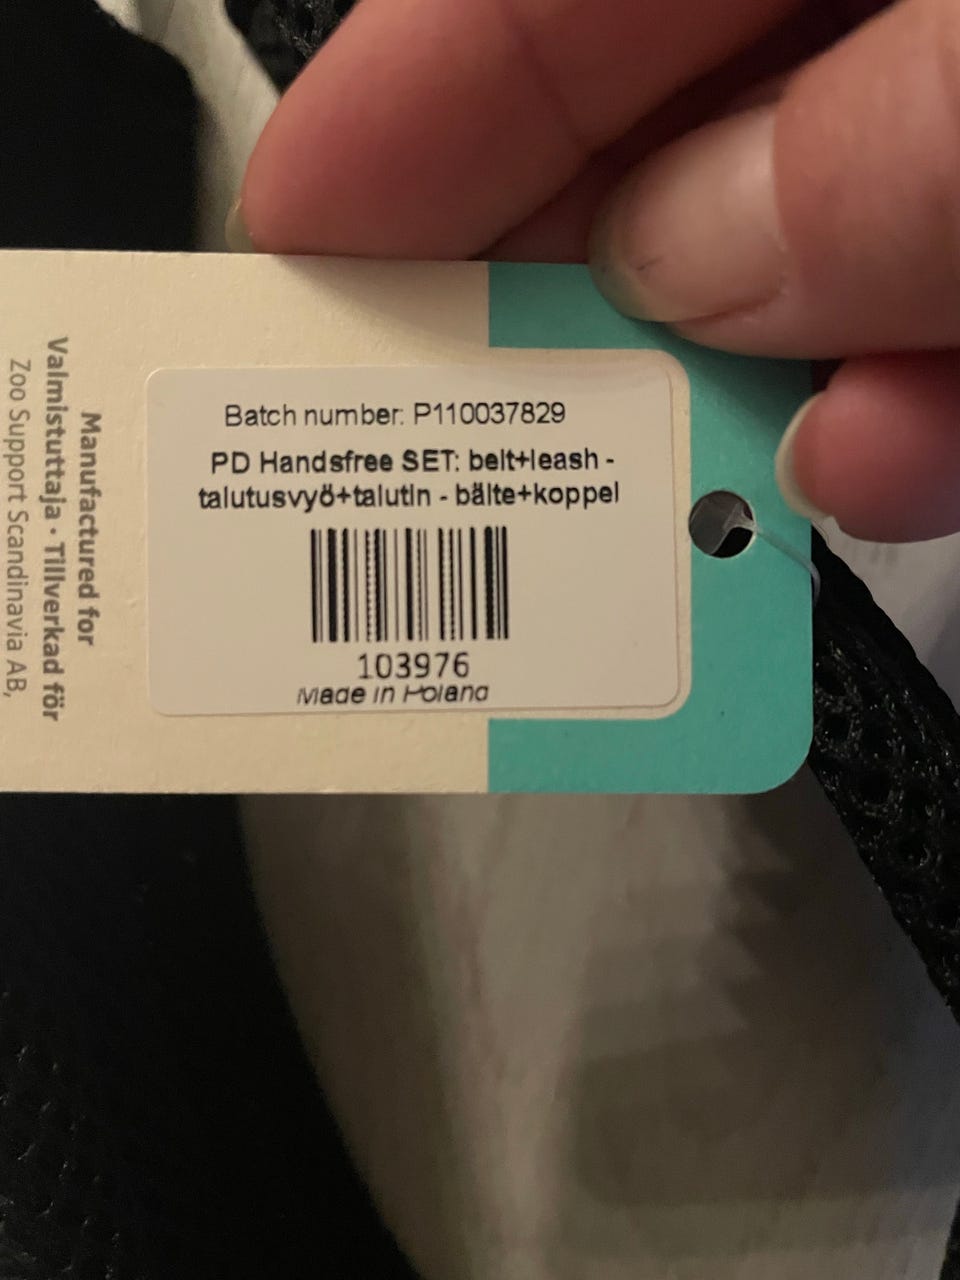 Batch number: P110037829
PD Handsfree SET: belt+leash -
talutusvyö+talutin - bälte+koppel
103976
Made in Poland
Manufactured for
Valmistuttaja · Tillverkad för
Zoo Support Scandinavia AB,